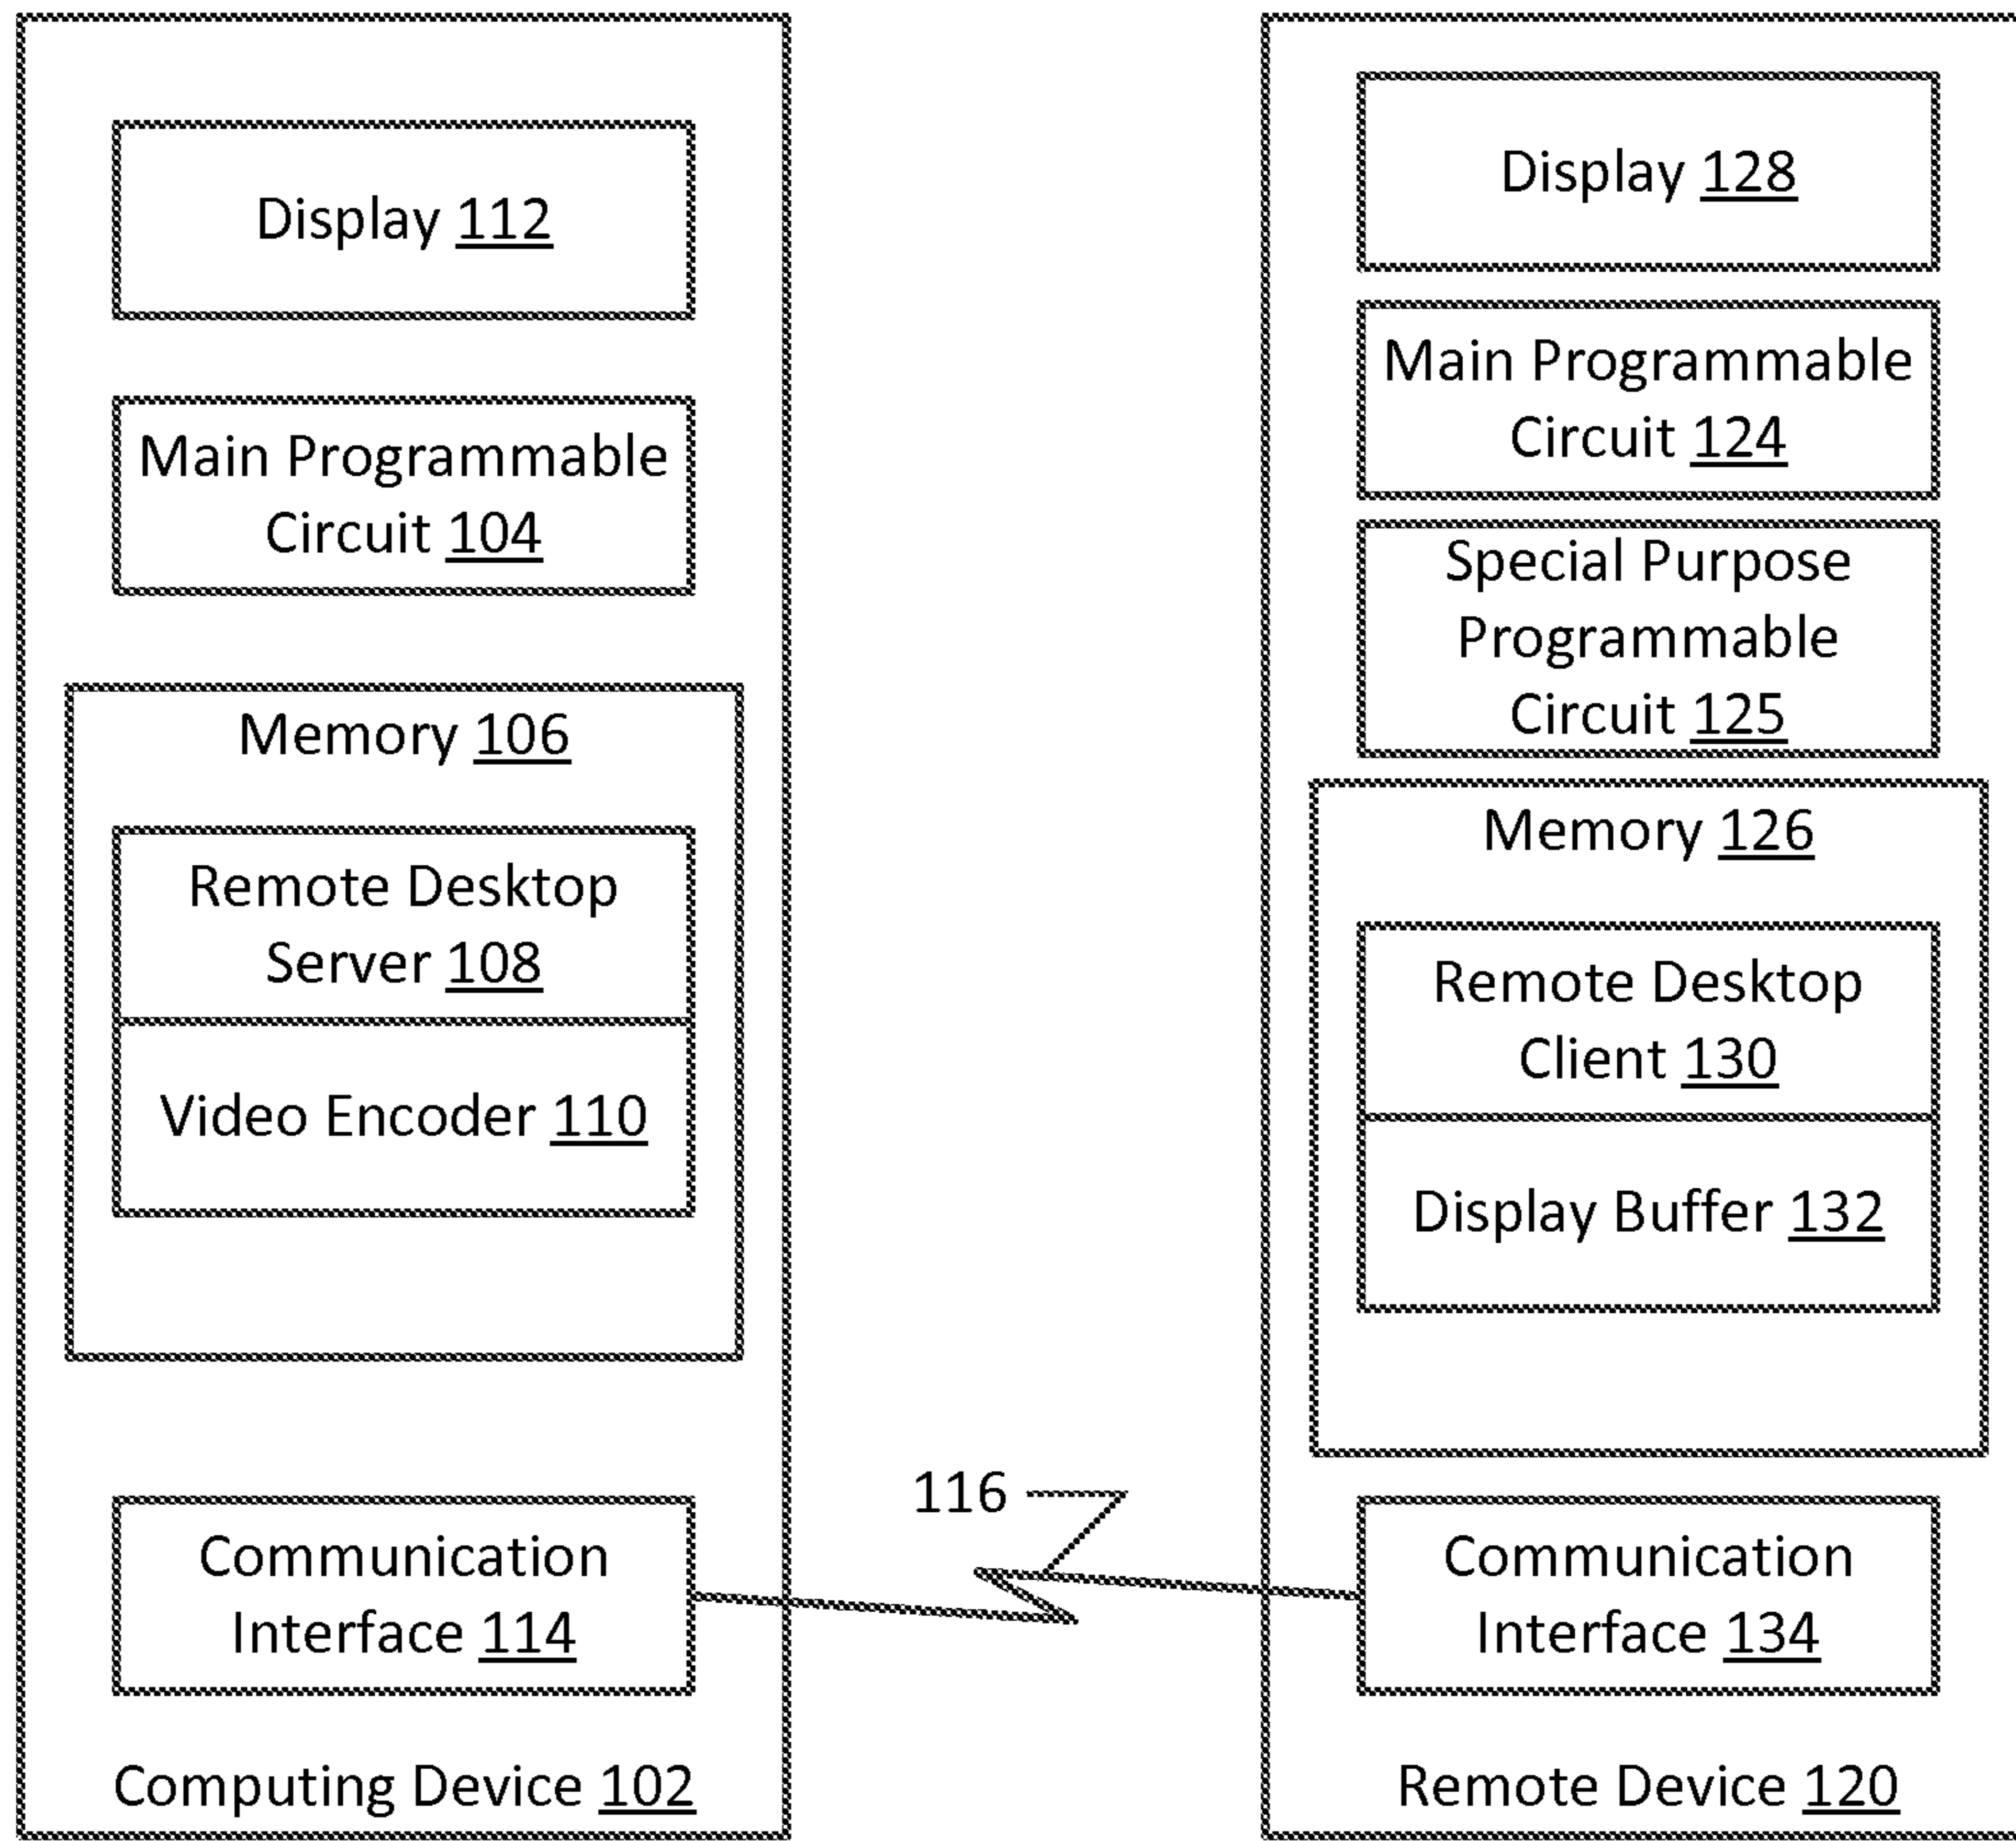 Display 112
Main Programmable
Circuit 104
Memory 106
Remote Desktop
Server 108
Video Encoder 110
Communication
Interface 114
Computing Device 102
116
Display 128
Main Programmable
Circuit 124
Special Purpose
Programmable
Circuit 125
Memory 126
Remote Desktop
Client 130
Display Buffer 132
Communication
Interface 134
Remote Device 120